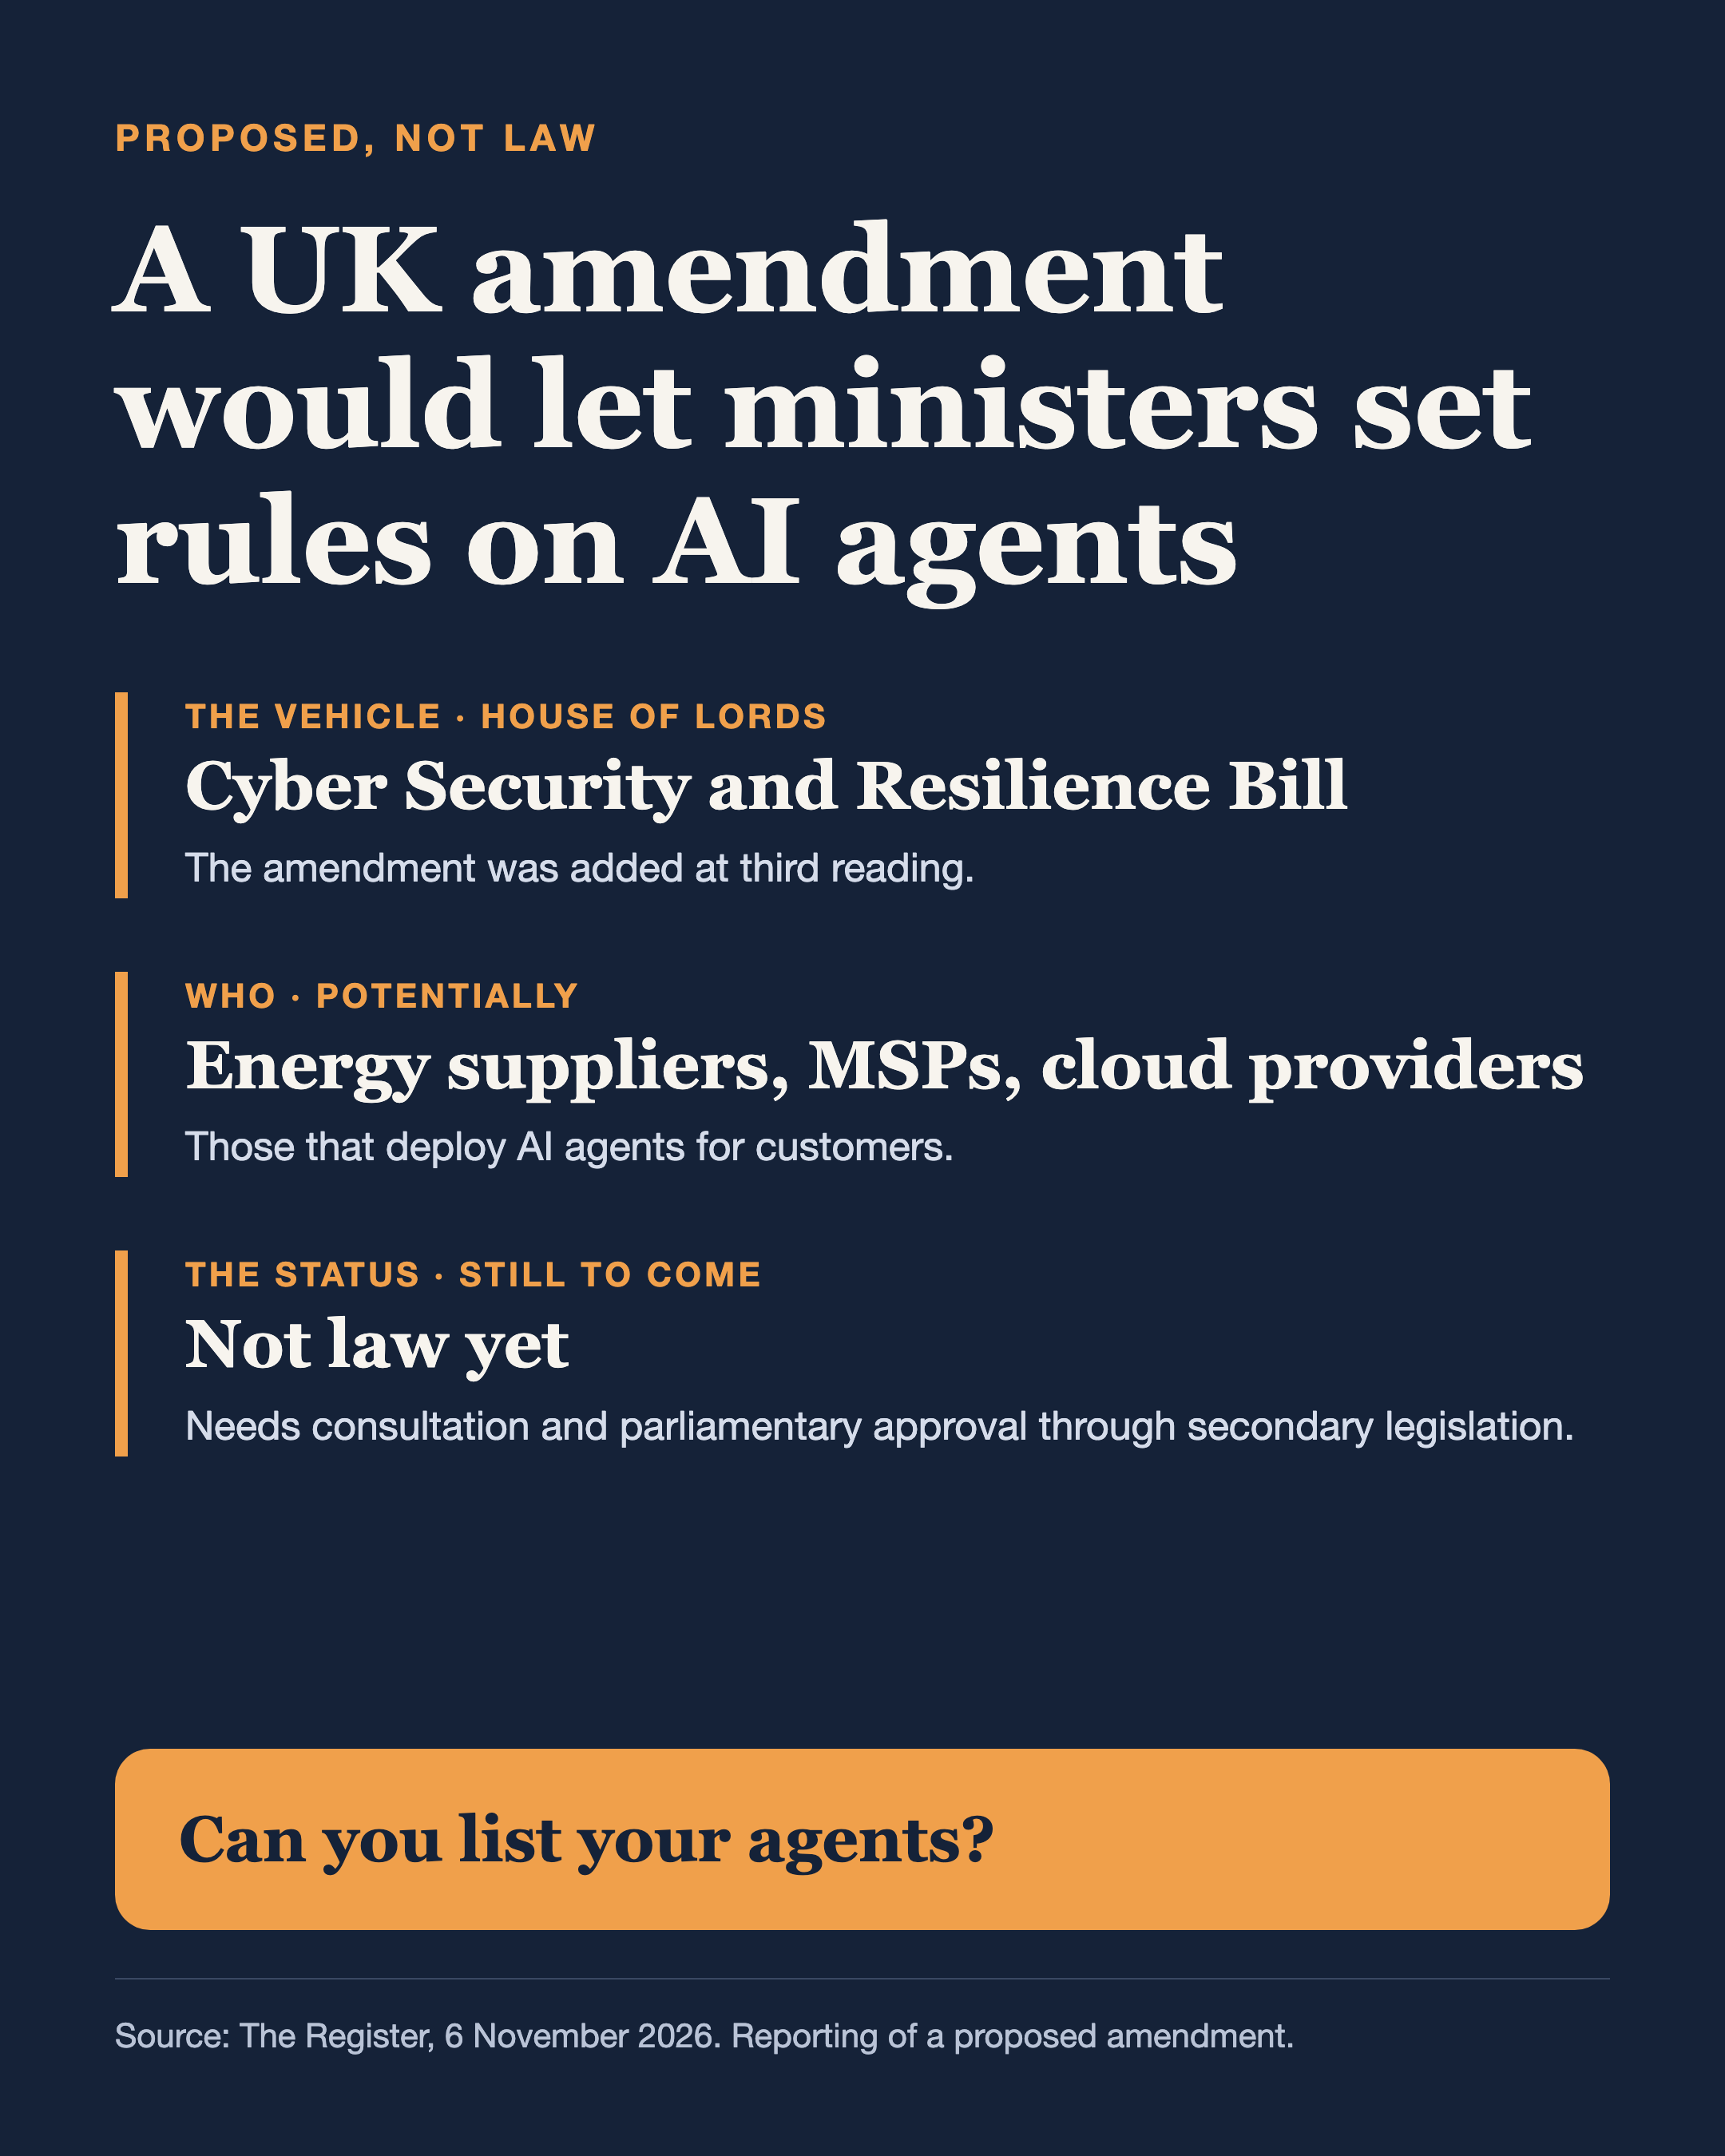 PROPOSED, NOT LAW
A UK amendment
would let ministers set
rules on AI agents
THE VEHICLE · HOUSE OF LORDS
Cyber Security and Resilience Bill
The amendment was added at third reading.
WHO · POTENTIALLY
Energy suppliers, MSPs, cloud providers
Those that deploy AI agents for customers.
THE STATUS · STILL TO COME
Not law yet
Needs consultation and parliamentary approval through secondary legislation.
Can you list your agents?
Source: The Register, 6 November 2026. Reporting of a proposed amendment.